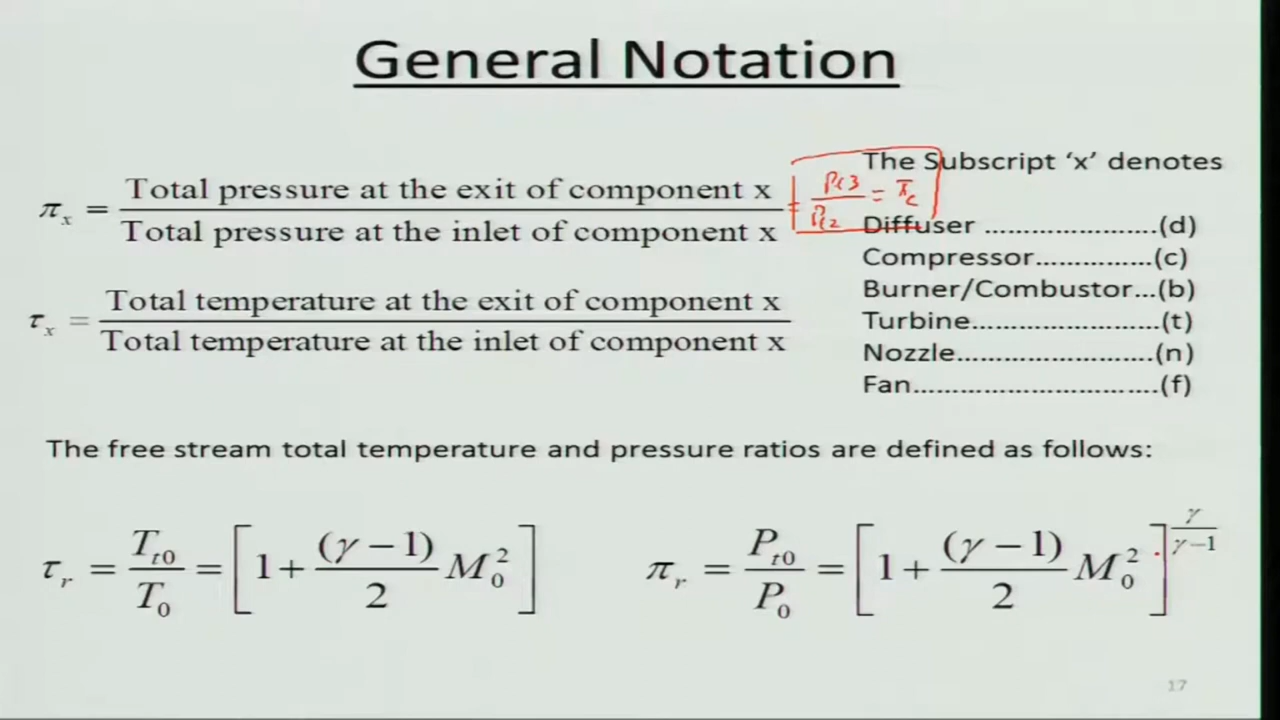 General Notation
π_x = Total pressure at the exit of component x / Total pressure at the inlet of component x = P_t3 / P_t2 = π_c
τ_x = Total temperature at the exit of component x / Total temperature at the inlet of component x
The Subscript ‘x’ denotes
Diffuser ......................(d)
Compressor...............(c)
Burner/Combustor...(b)
Turbine........................(t)
Nozzle.........................(n)
Fan...............................(f)
The free stream total temperature and pressure ratios are defined as follows:
τ_r = T_t0 / T_0 = [1 + (γ − 1) / 2 M_0^2]
π_r = P_t0 / P_0 = [1 + (γ − 1) / 2 M_0^2]^(γ / γ−1)
17